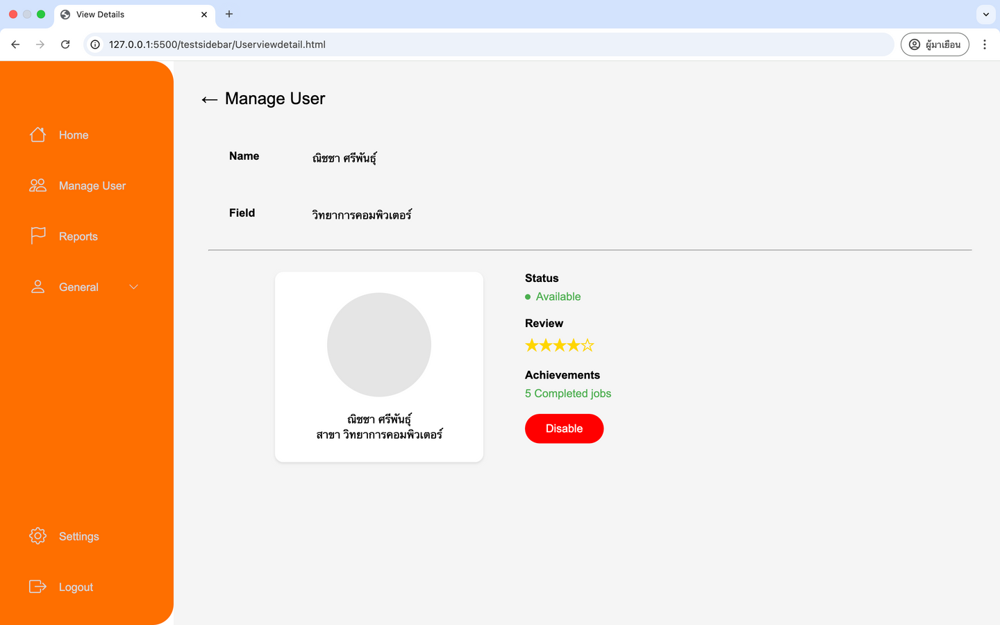 View Details
127.0.0.1:5500/testsidebar/Userviewdetail.html
ผู้มาเยือน
Home
Manage User
Reports
General
Settings
Logout
← Manage User
Name ณิชชา ศรีพันธุ์
Field วิทยาการคอมพิวเตอร์
ณิชชา ศรีพันธุ์
สาขา วิทยาการคอมพิวเตอร์
Status
Available
Review
★★★★☆
Achievements
5 Completed jobs
Disable